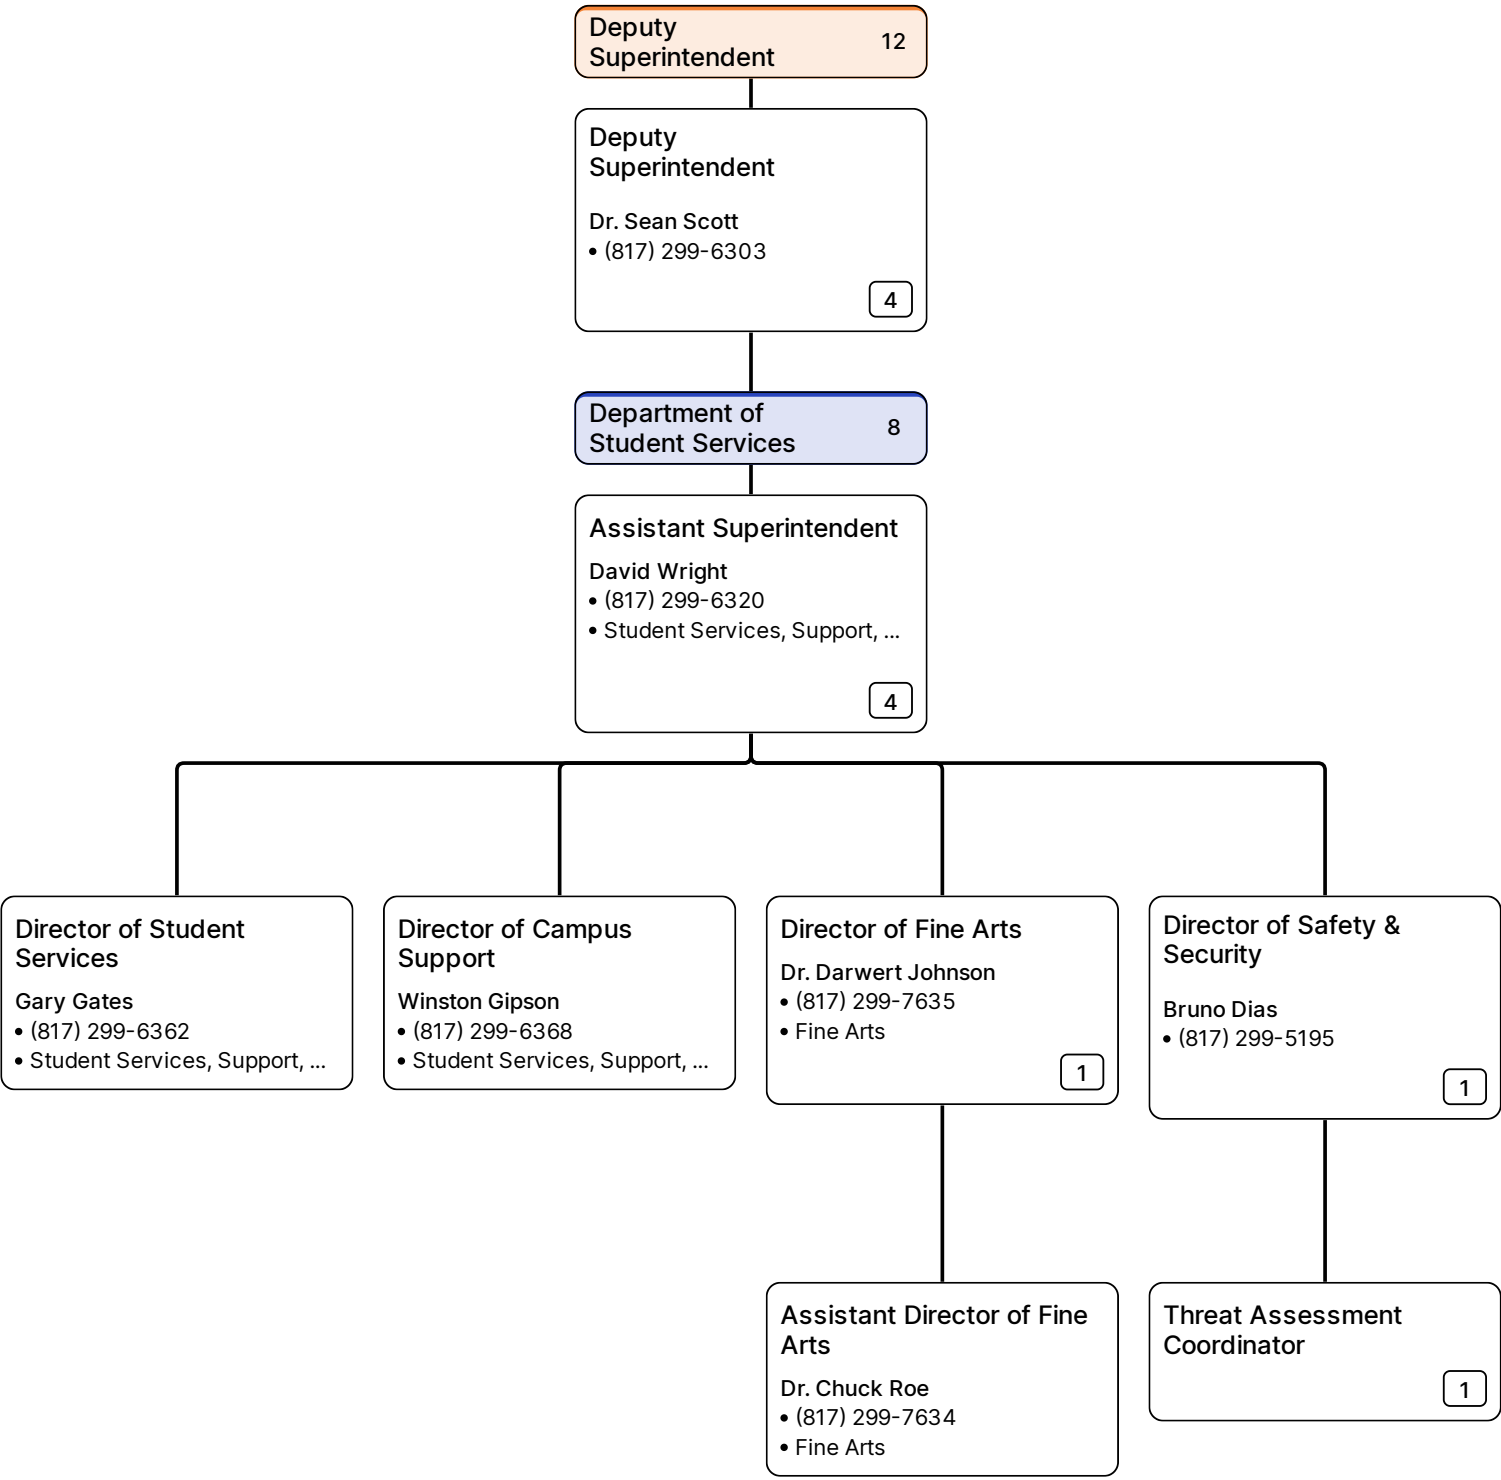 Deputy
Superintendent
12
Deputy
Superintendent
Dr. Sean Scott
• (817) 299-6303
4
Department of
Student Services
8
Assistant Superintendent
David Wright
• (817) 299-6320
• Student Services, Support, ...
4
Director of Student
Services
Gary Gates
• (817) 299-6362
• Student Services, Support, ...
Director of Campus
Support
Winston Gipson
• (817) 299-6368
• Student Services, Support, ...
Director of Fine Arts
Dr. Darwert Johnson
• (817) 299-7635
• Fine Arts
1
Director of Safety &
Security
Bruno Dias
• (817) 299-5195
1
Assistant Director of Fine
Arts
Dr. Chuck Roe
• (817) 299-7634
• Fine Arts
Threat Assessment
Coordinator
1